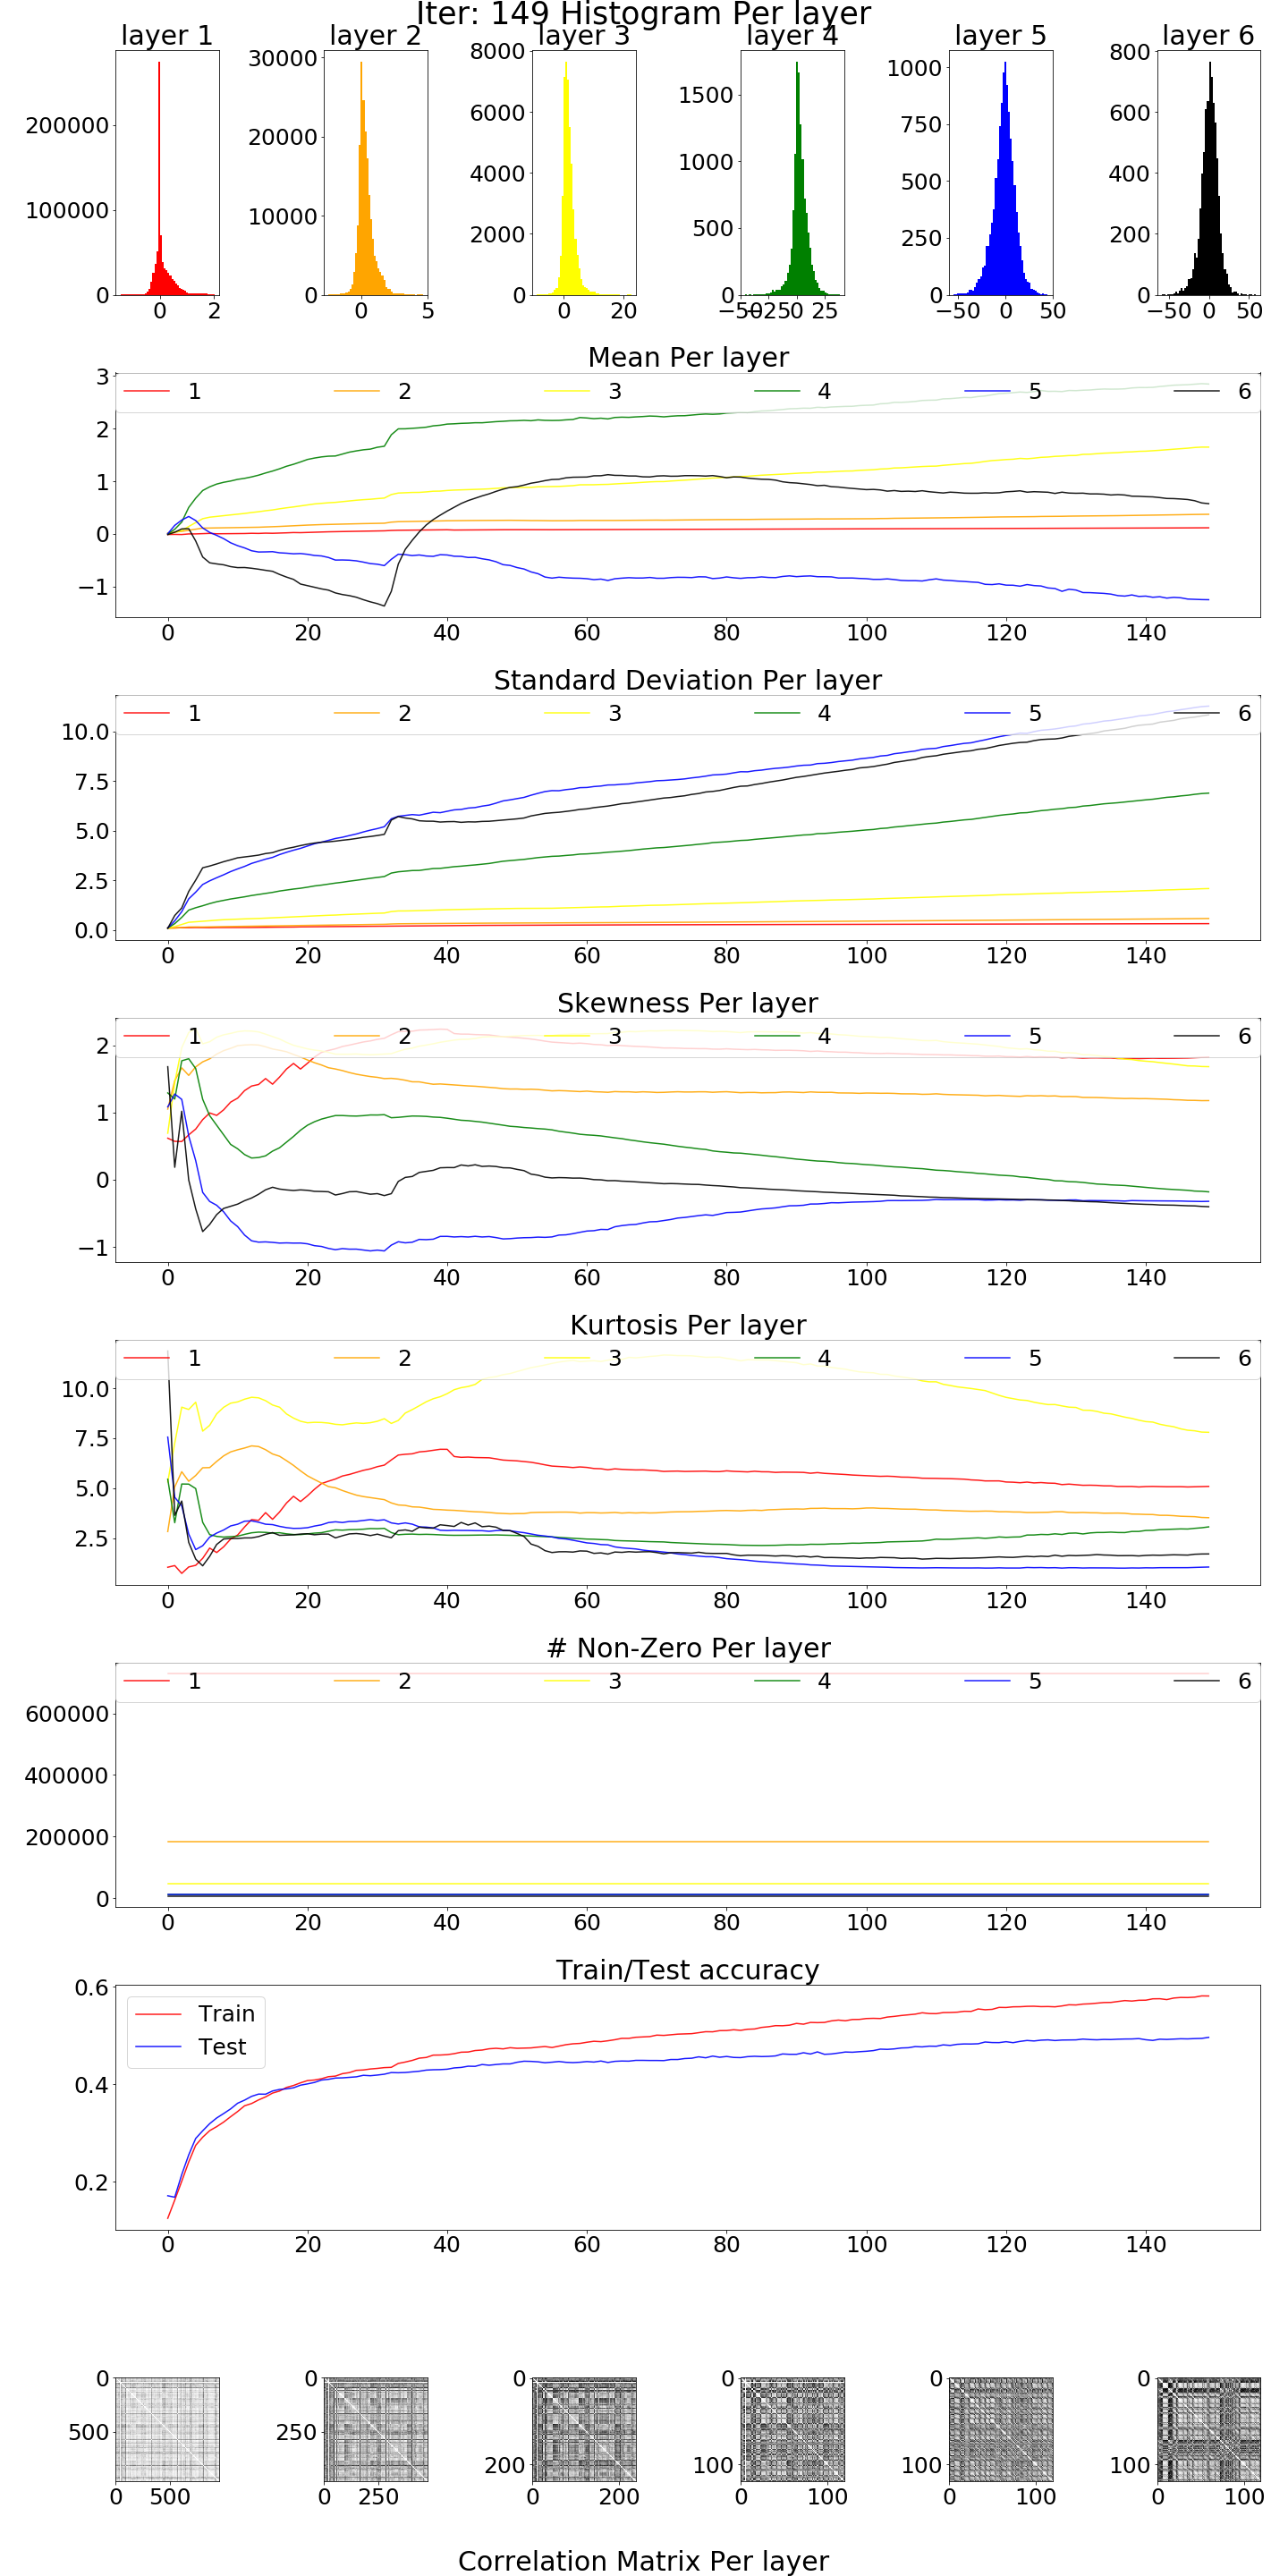 Iter: 149 Histogram Per layer
layer 1 layer 2 layer 3 layer 4 layer 5 layer 6
200000 100000 0 0 2
30000 20000 10000 0 0 5
8000 6000 4000 2000 0 0 20
1500 1000 500 0 −50 −25 0 25
1000 750 500 250 0 −50 0 50
800 600 400 200 0 −50 0 50
Mean Per layer
1 2 3 4 5 6
3
2
1
0
−1
0 20 40 60 80 100 120 140
Standard Deviation Per layer
1 2 3 4 5 6
10.0
7.5
5.0
2.5
0.0
0 20 40 60 80 100 120 140
Skewness Per layer
1 2 3 4 5 6
2
1
0
−1
0 20 40 60 80 100 120 140
Kurtosis Per layer
1 2 3 4 5 6
10.0
7.5
5.0
2.5
0 20 40 60 80 100 120 140
# Non-Zero Per layer
1 2 3 4 5 6
600000
400000
200000
0
0 20 40 60 80 100 120 140
Train/Test accuracy
0.6
Train
Test
0.4
0.2
0 20 40 60 80 100 120 140
0 500 0 500
0 250 0 250
0 200 0 200
0 100 0 100
0 100 0 100
0 100 0 100
Correlation Matrix Per layer